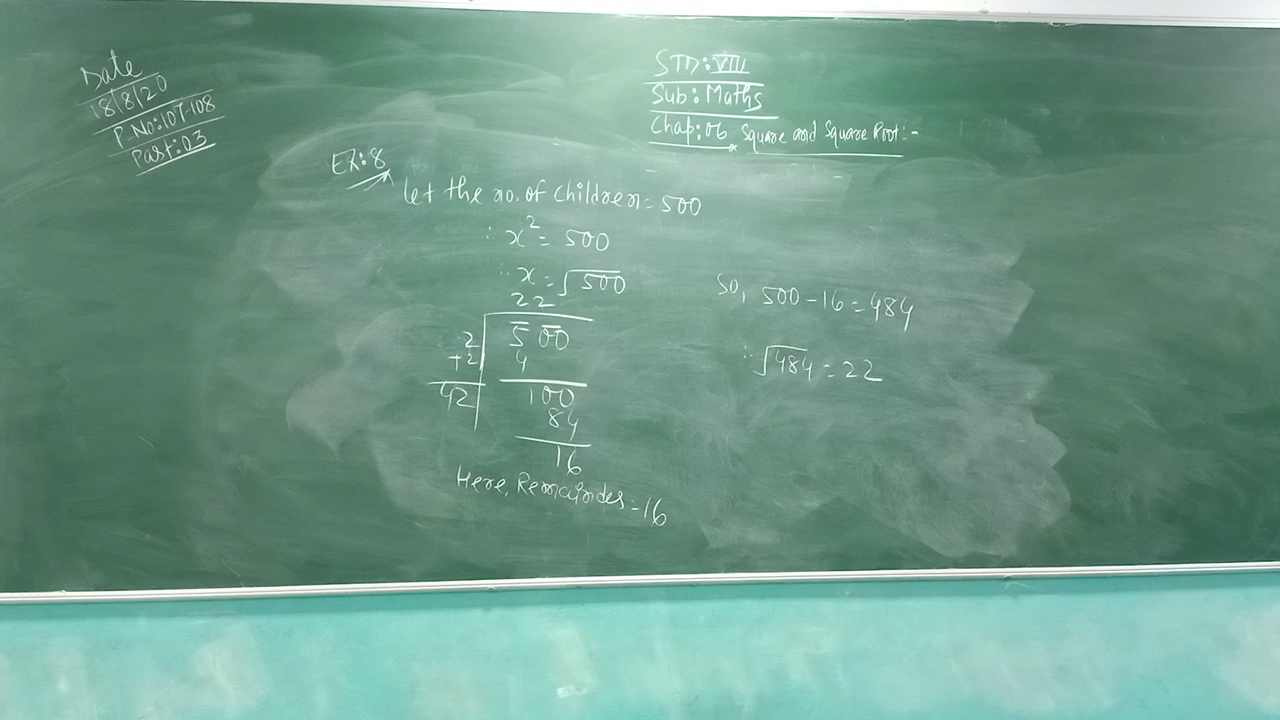 Date
18/8/20
P.No:107-108
Part:03
STD:VIII
Sub: Maths
Chap:06 Square and Square Root:-
EX:8
Let the no. of children = 500
∴ x² = 500
∴ x = √500
22
2 500
+2 4
42 100
84
16
Here, Remainder = 16
So, 500 - 16 = 484
∴ √484 = 22